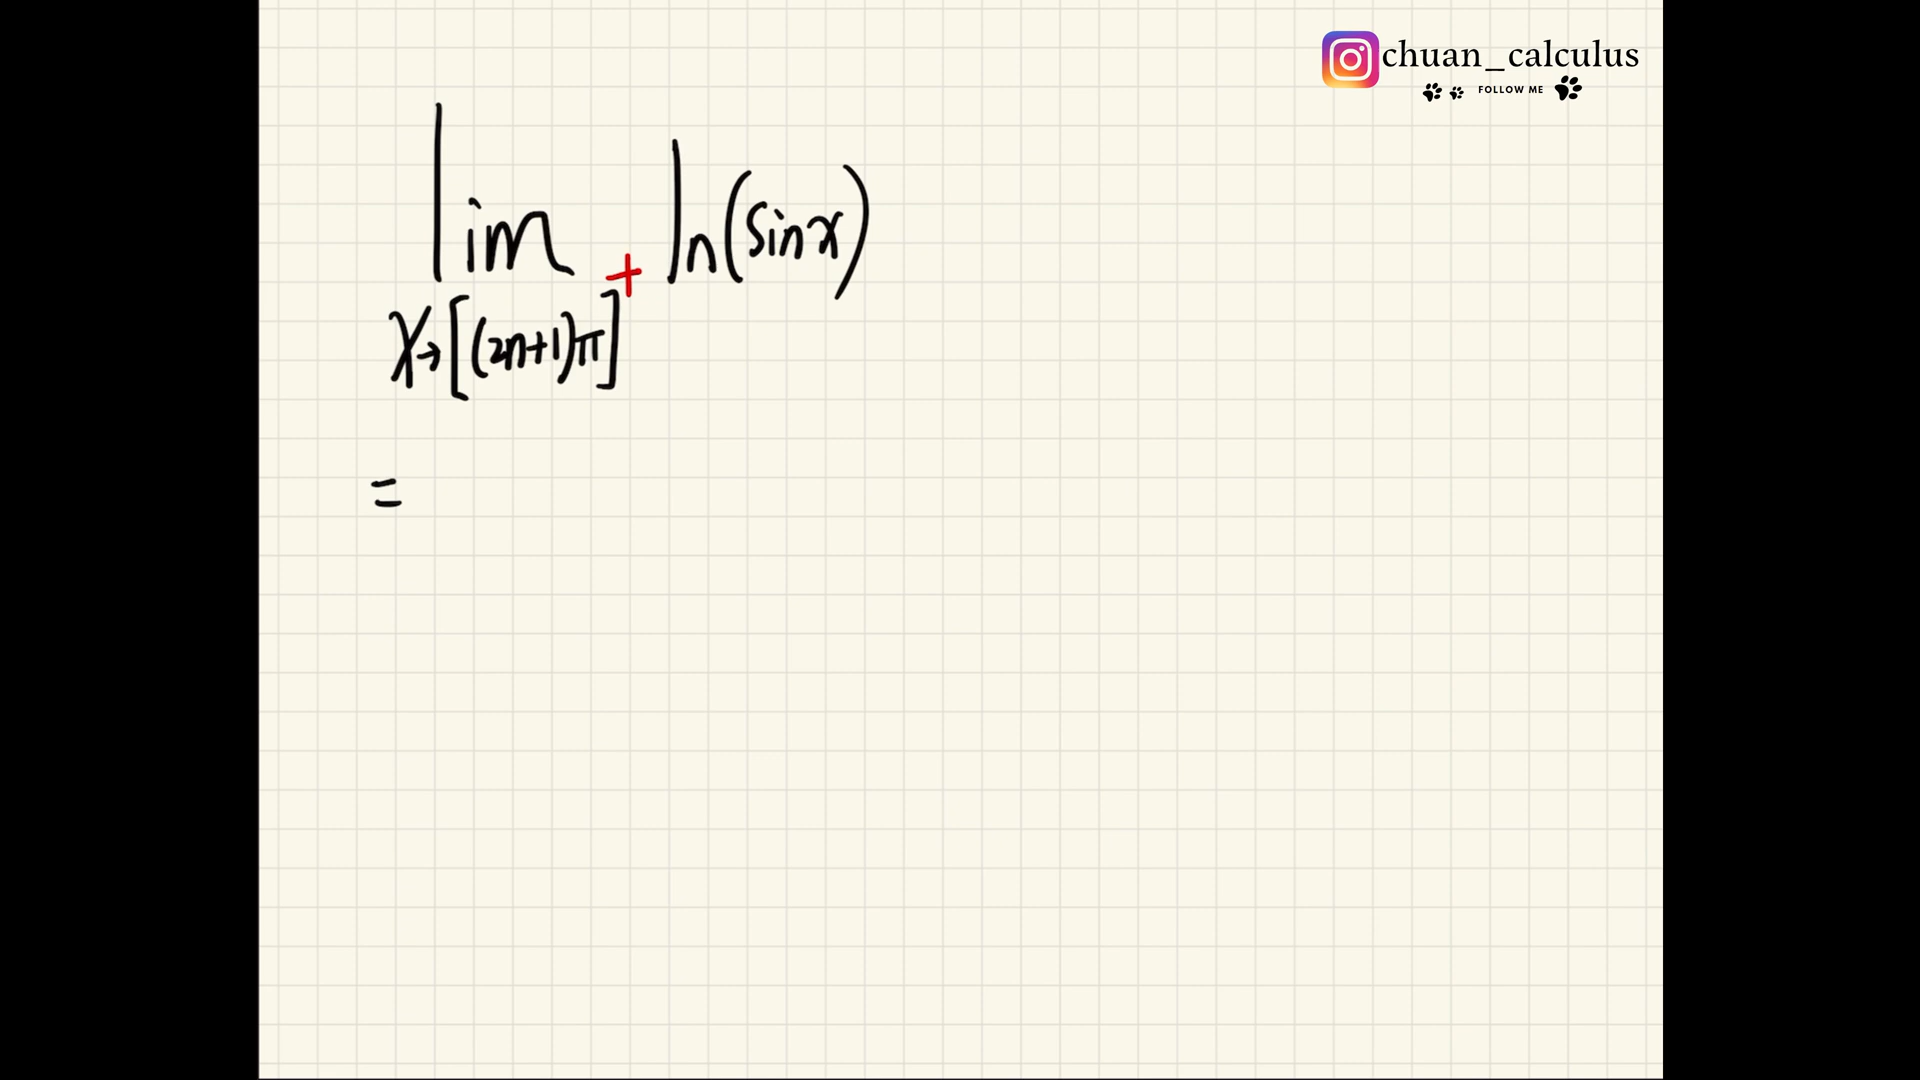 chuan_calculus
FOLLOW ME
lim ln(sinx)
x→[(2n+1)π]⁺
=